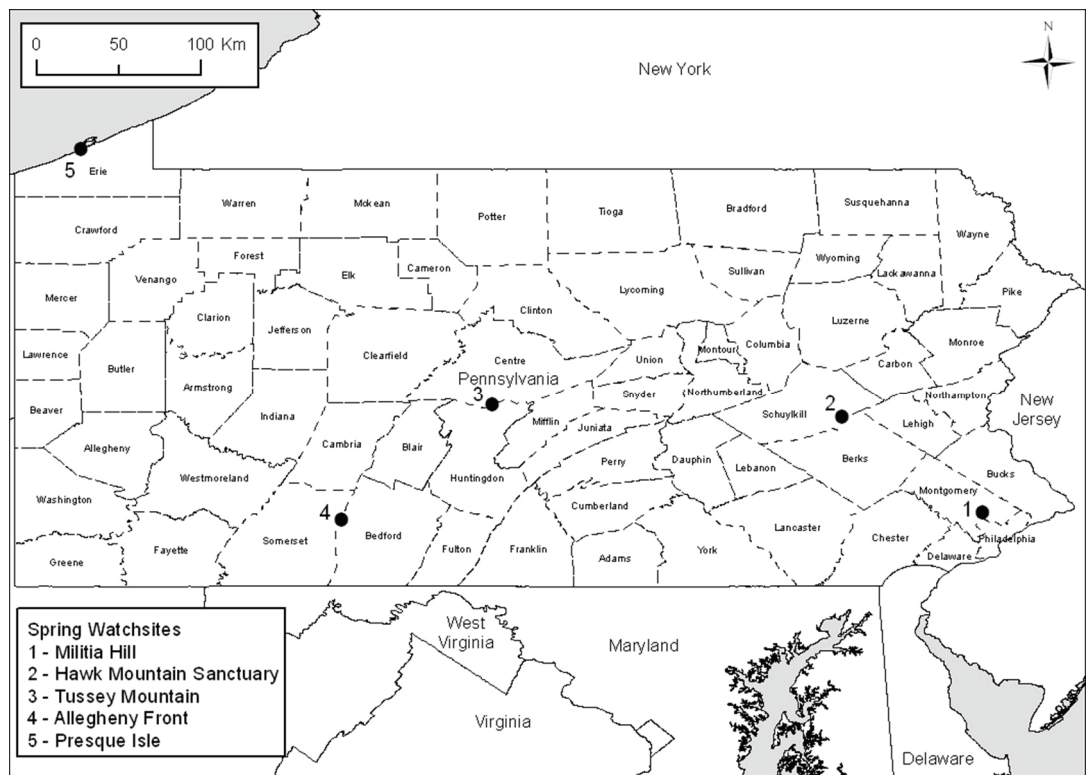 0 50 100 Km
N
New York
5
Erie
Warren
Mckean
Potter
Tioga
Bradford
Susquehanna
Wayne
Crawford
Forest
Elk
Cameron
Sullivan
Wyoming
Lackawanna
Venango
Lycoming
Pike
Mercer
Clarion
Jefferson
Clinton
Luzerne
Monroe
Lawrence
Butler
Clearfield
Centre
Union
Montour
Columbia
Carbon
Pennsylvania
Armstrong
Snyder
Northumberland
Northampton
New
Jersey
3
2
Beaver
Indiana
Mifflin
Juniata
Schuylkill
Lehigh
Allegheny
Cambria
Blair
Perry
Dauphin
Lebanon
Berks
Bucks
Westmoreland
Huntingdon
Washington
Cumberland
Montgomery
4
1
Somerset
Bedford
Lancaster
Chester
Philadelphia
Greene
Fayette
Fulton
Franklin
Adams
York
Delaware
Spring Watchsites
1 - Militia Hill
2 - Hawk Mountain Sanctuary
3 - Tussey Mountain
4 - Allegheny Front
5 - Presque Isle
West
Virginia
Maryland
Virginia
Delaware